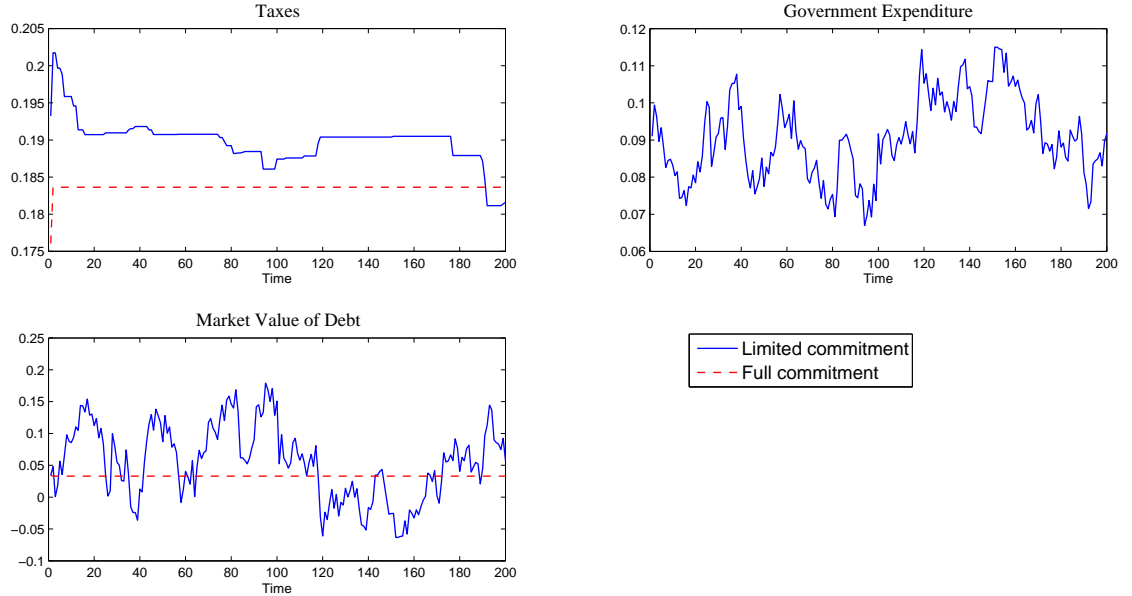 Taxes
0.205
0.2
0.195
0.19
0.185
0.18
0.175
0 20 40 60 80 100 120 140 160 180 200
Time
Government Expenditure
0.12
0.11
0.1
0.09
0.08
0.07
0.06
0 20 40 60 80 100 120 140 160 180 200
Time
Market Value of Debt
0.25
0.2
0.15
0.1
0.05
0
−0.05
−0.1
0 20 40 60 80 100 120 140 160 180 200
Time
Limited commitment
Full commitment